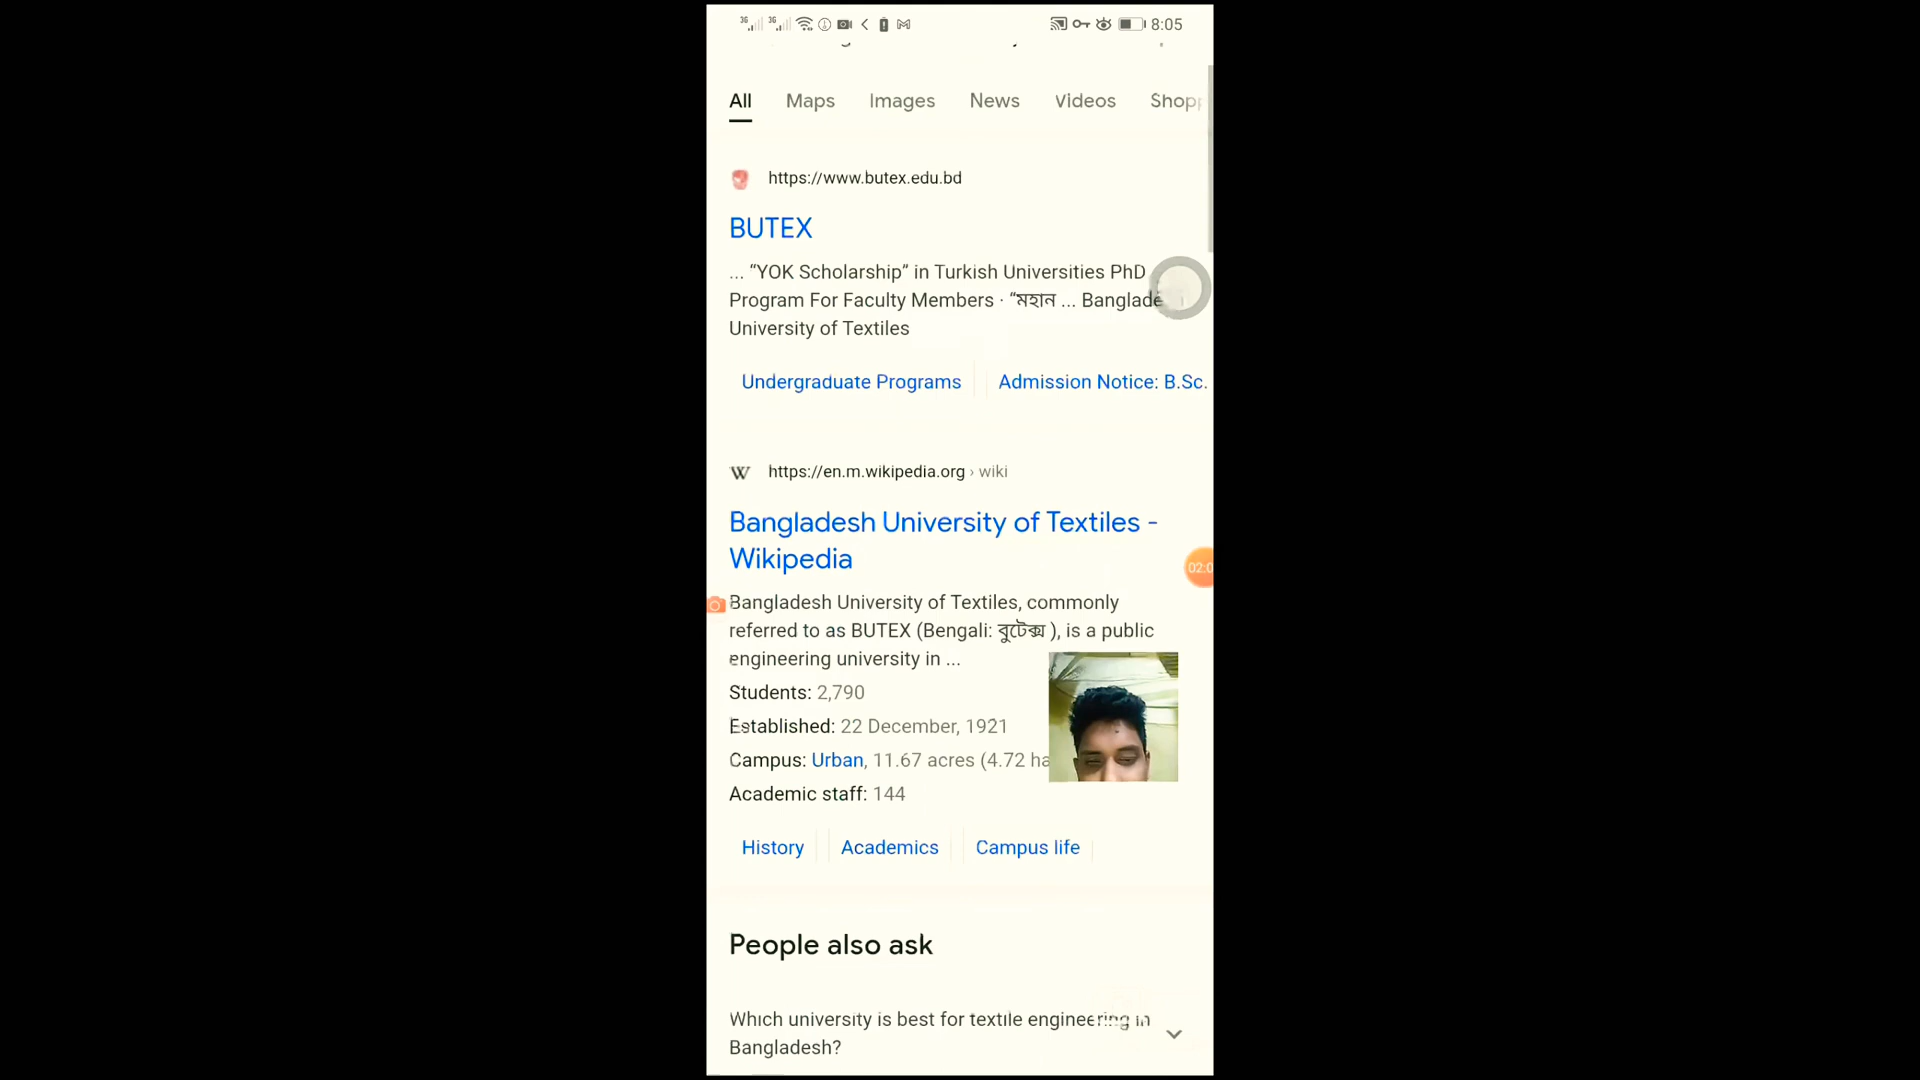 3G 3G 8:05
All Maps Images News Videos Shop
https://www.butex.edu.bd
BUTEX
... “YOK Scholarship” in Turkish Universities PhD
Program For Faculty Members · “মহান ... Banglade
University of Textiles
Undergraduate Programs Admission Notice: B.Sc.
W https://en.m.wikipedia.org › wiki
Bangladesh University of Textiles -
Wikipedia
02:0
Bangladesh University of Textiles, commonly
referred to as BUTEX (Bengali: বুটেক্স ), is a public
engineering university in ...
Students: 2,790
Established: 22 December, 1921
Campus: Urban, 11.67 acres (4.72 ha
Academic staff: 144
History Academics Campus life
People also ask
Which university is best for textile engineering in
Bangladesh?